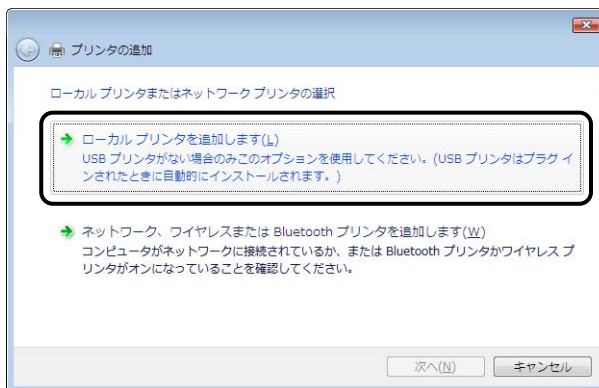 プリンタの追加
ローカル プリンタまたはネットワーク プリンタの選択
ローカル プリンタを追加します(L)
USB プリンタがない場合のみこのオプションを使用してください。(USB プリンタはプラグ イ
ンされたときに自動的にインストールされます。)
ネットワーク、ワイヤレスまたは Bluetooth プリンタを追加します(W)
コンピュータがネットワークに接続されているか、または Bluetooth プリンタかワイヤレス プ
リンタがオンになっていることを確認してください。
次へ(N) キャンセル